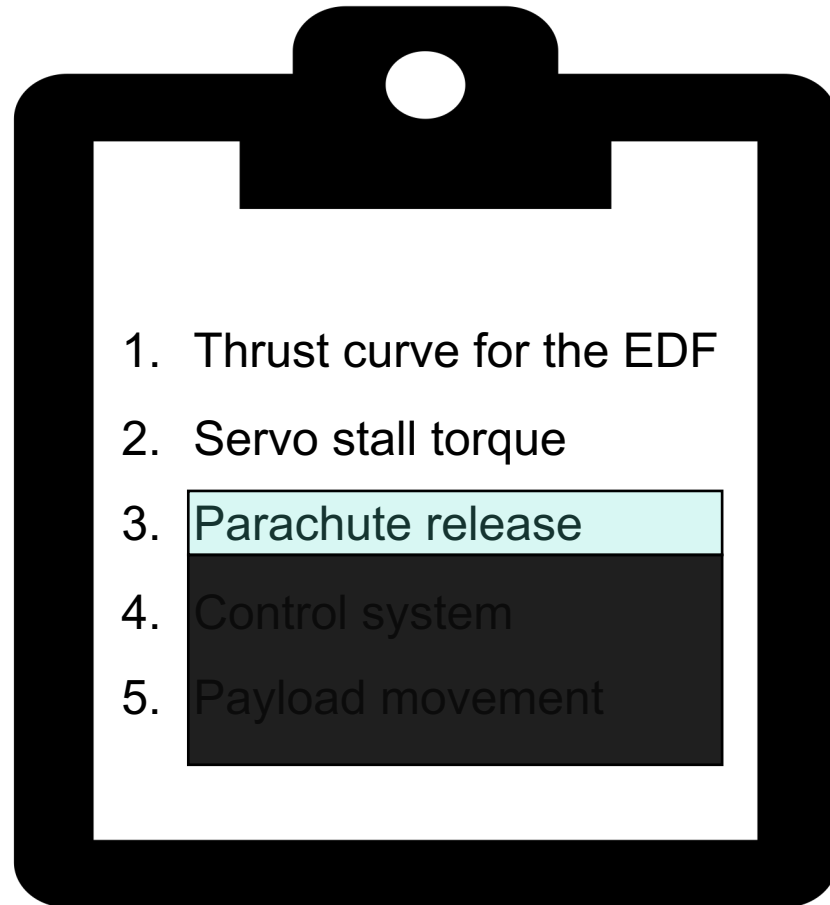 1. Thrust curve for the EDF
2. Servo stall torque
3. Parachute release
4. Control system
5. Payload movement